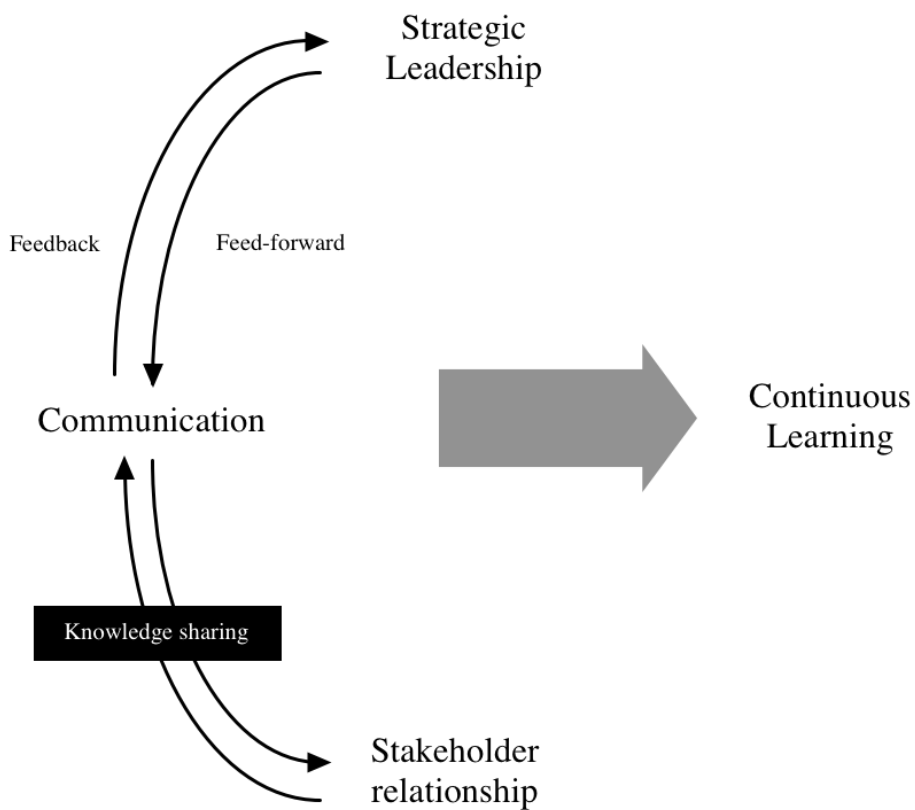 Strategic
Leadership
Feedback
Feed-forward
Communication
Continuous
Learning
Knowledge sharing
Stakeholder
relationship